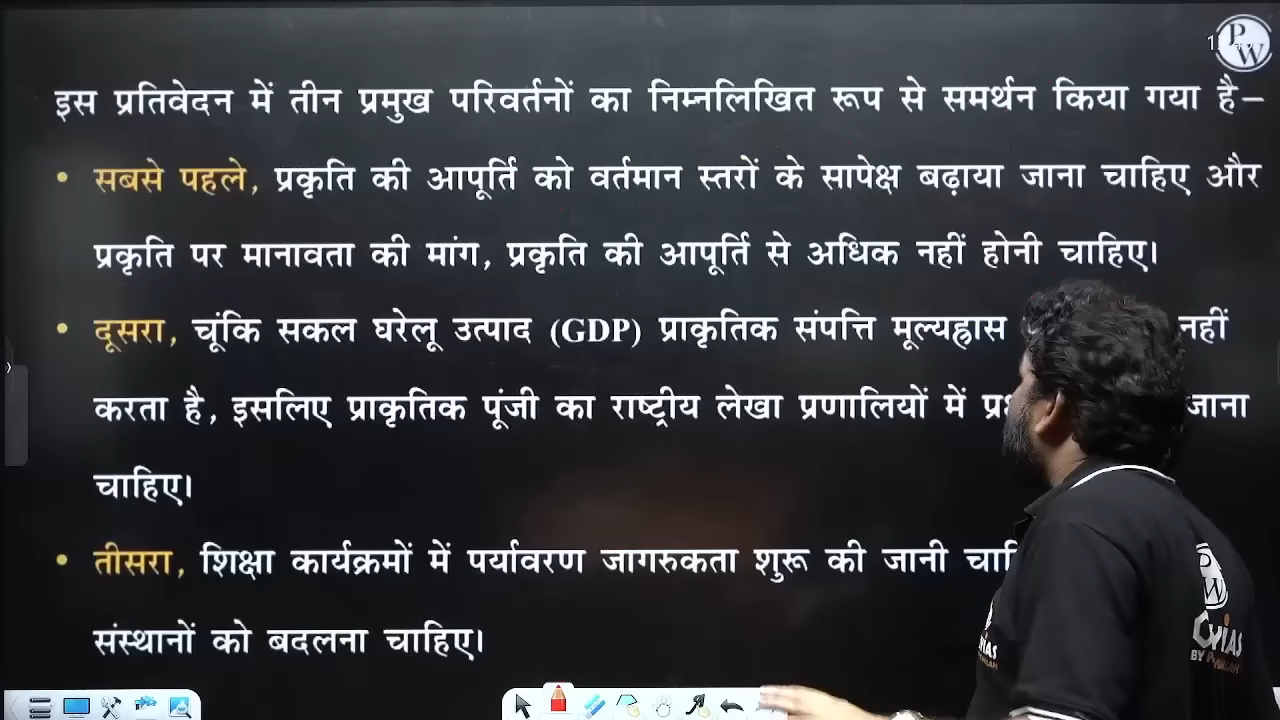 PW
इस प्रतिवेदन में तीन प्रमुख परिवर्तनों का निम्नलिखित रूप से समर्थन किया गया है–
• सबसे पहले, प्रकृति की आपूर्ति को वर्तमान स्तरों के सापेक्ष बढ़ाया जाना चाहिए और
प्रकृति पर मानावता की मांग, प्रकृति की आपूर्ति से अधिक नहीं होनी चाहिए।
• दूसरा, चूंकि सकल घरेलू उत्पाद (GDP) प्राकृतिक संपत्ति मूल्यह्रास नहीं
करता है, इसलिए प्राकृतिक पूंजी का राष्ट्रीय लेखा प्रणालियों में जाना
चाहिए।
• तीसरा, शिक्षा कार्यक्रमों में पर्यावरण जागरुकता शुरू की जानी
संस्थानों को बदलना चाहिए।